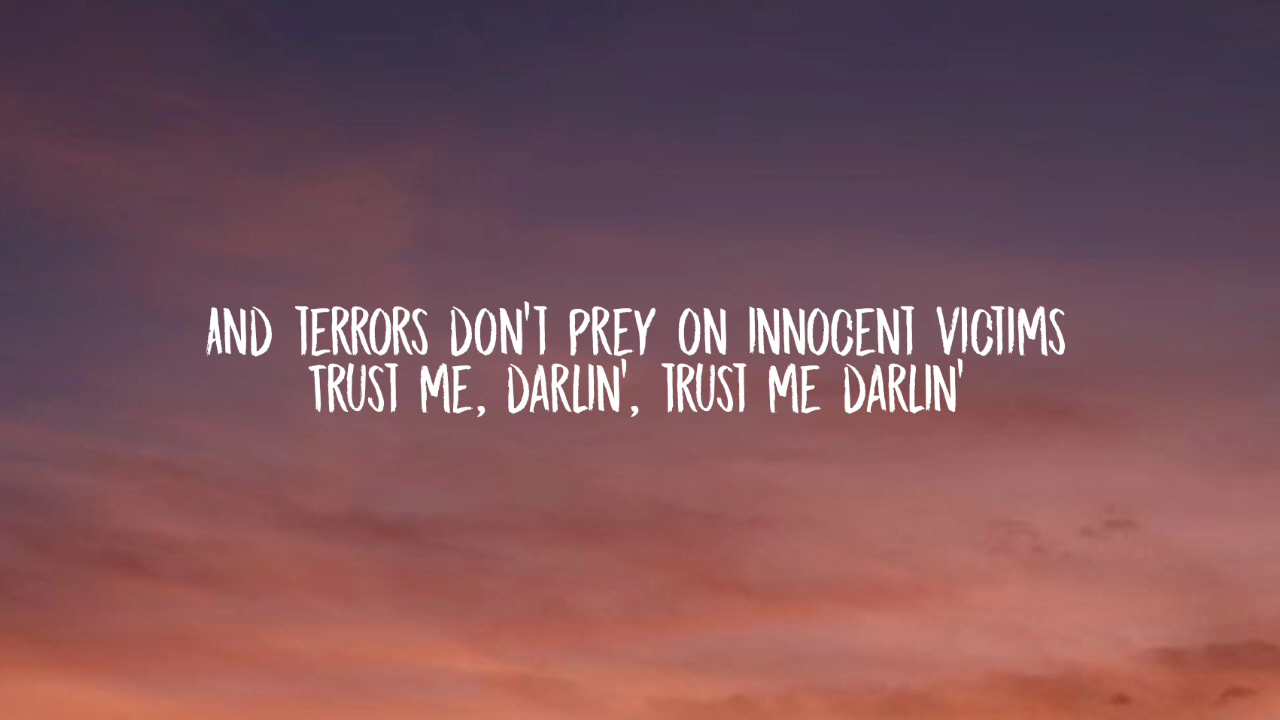 AND TERRORS DON'T PREY ON INNOCENT VICTIMS
TRUST ME, DARLIN', TRUST ME DARLIN'